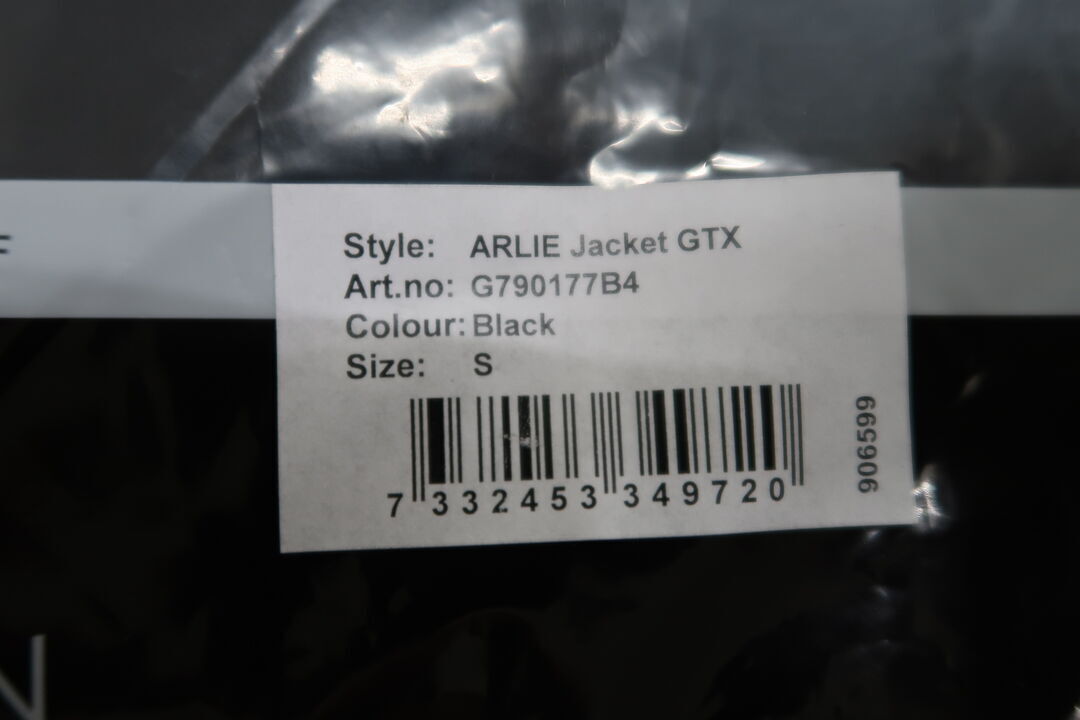 Style: ARLIE Jacket GTX
Art.no: G790177B4
Colour: Black
Size: S
7 332453 349720
906599